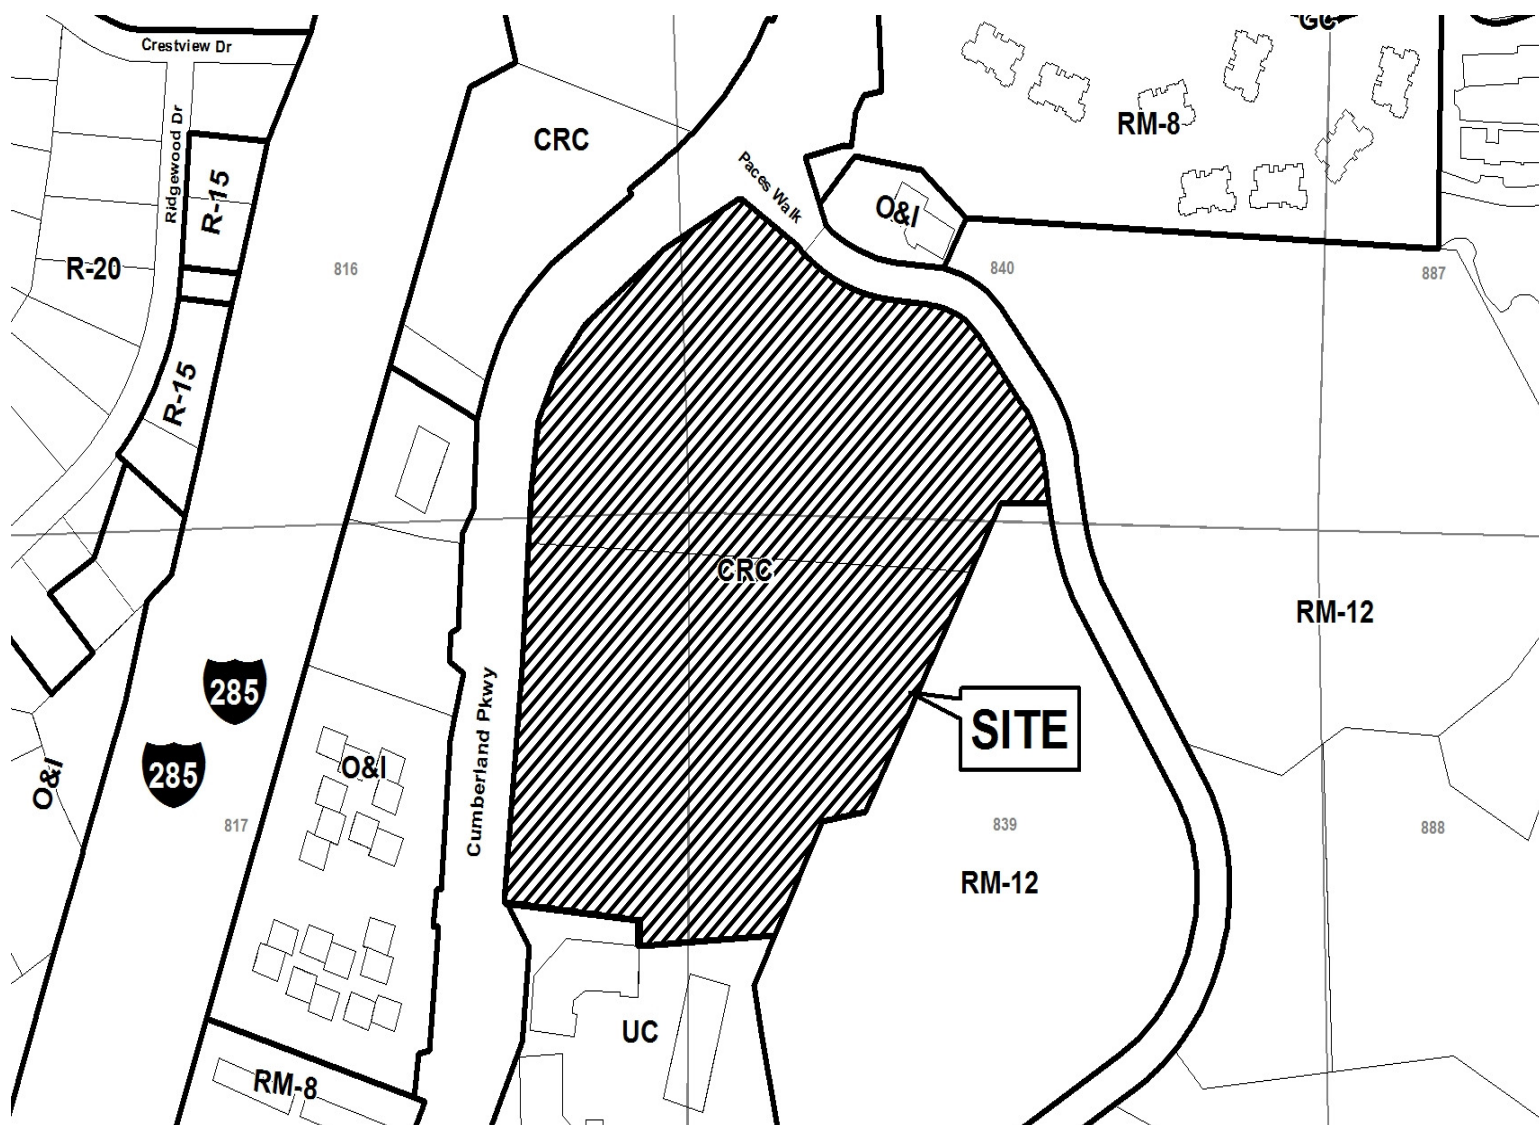 GC
Crestview Dr
Ridgewood Dr
CRC
RM-8
Paces Walk
R-15
O&I
R-20
816
840
887
R-15
CRC
RM-12
285
SITE
Cumberland Pkwy
285
O&I
O&I
817
839
888
RM-12
UC
RM-8